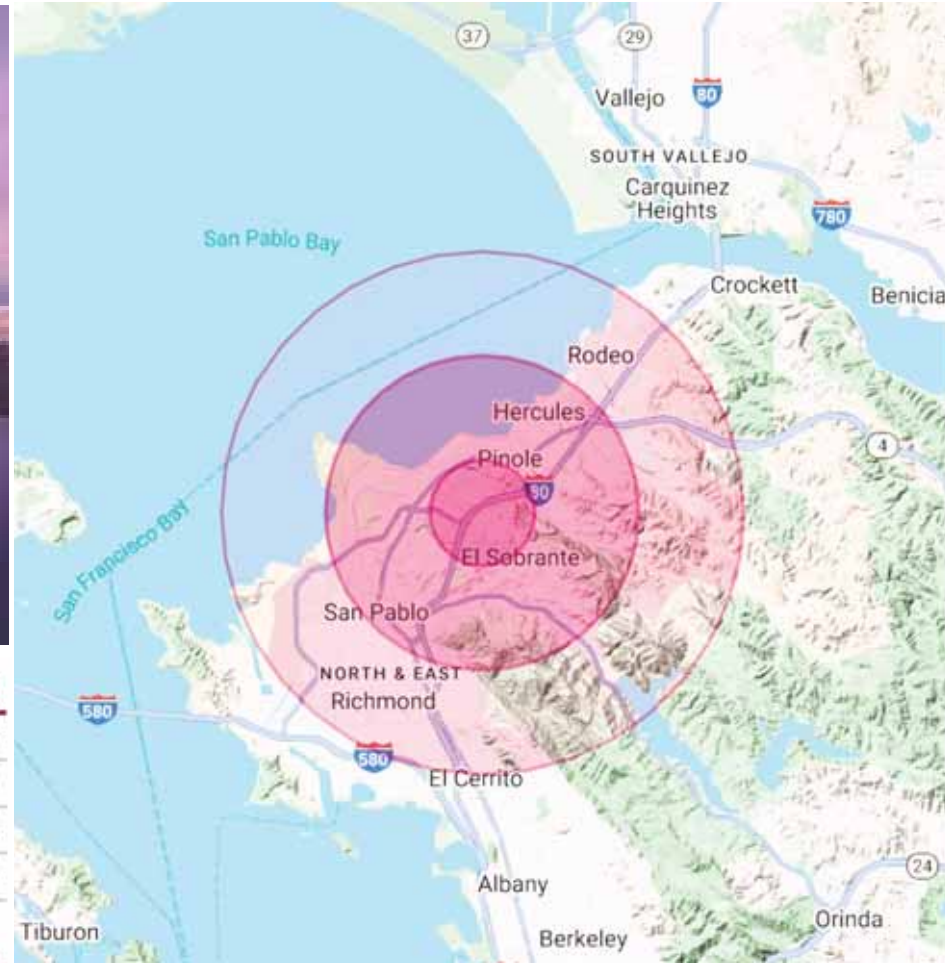 37
29
80
Vallejo
SOUTH VALLEJO
Carquinez
Heights
780
San Pablo Bay
Crockett
Benicia
Rodeo
Hercules
4
Pinole
80
San Francisco Bay
El Sobrante
San Pablo
NORTH & EAST
Richmond
580
580
El Cerrito
24
Albany
Orinda
Tiburon
Berkeley